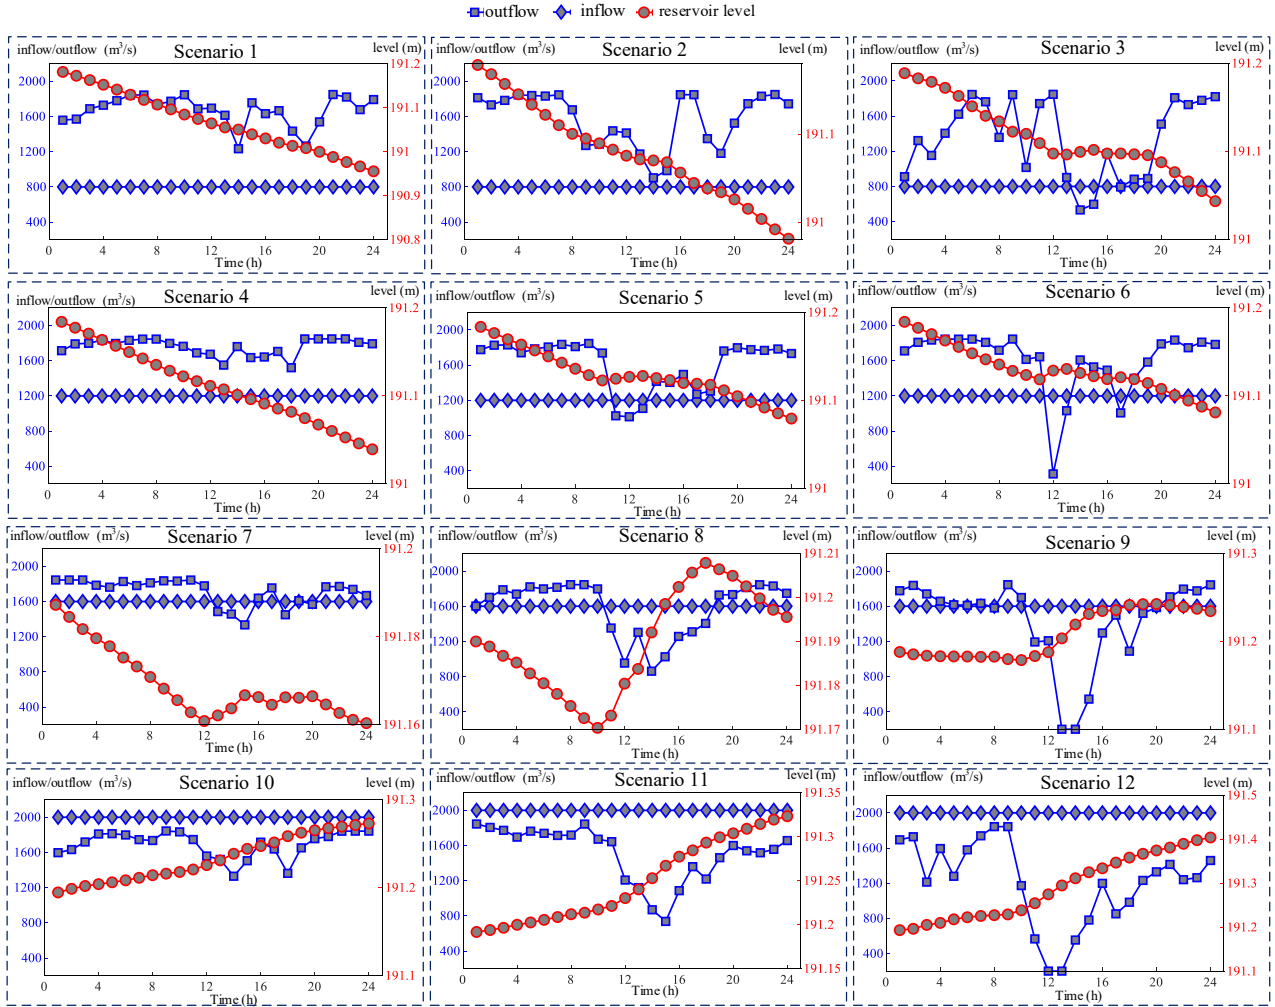 outflow inflow reservoir level
inflow/outflow (m³/s) Scenario 1 level (m)
2000
1600
1200
800
400
191.2
191.1
191
190.9
190.8
0 4 8 12 16 20 24
Time (h)
inflow/outflow (m³/s) Scenario 2 level (m)
2000
1600
1200
800
400
191.1
191
0 4 8 12 16 20 24
Time (h)
inflow/outflow (m³/s) Scenario 3 level (m)
2000
1600
1200
800
400
191.2
191.1
191
0 4 8 12 16 20 24
Time (h)
inflow/outflow (m³/s) Scenario 4 level (m)
2000
1600
1200
800
400
191.2
191.1
191
0 4 8 12 16 20 24
Time (h)
inflow/outflow (m³/s) Scenario 5 level (m)
2000
1600
1200
800
400
191.2
191.1
191
0 4 8 12 16 20 24
Time (h)
inflow/outflow (m³/s) Scenario 6 level (m)
2000
1600
1200
800
400
191.2
191.1
191
0 4 8 12 16 20 24
Time (h)
inflow/outflow (m³/s) Scenario 7 level (m)
2000
1600
1200
800
400
191.2
191.18
191.16
0 4 8 12 16 20 24
Time (h)
inflow/outflow (m³/s) Scenario 8 level (m)
2000
1600
1200
800
400
191.21
191.20
191.19
191.18
191.17
0 4 8 12 16 20 24
Time (h)
inflow/outflow (m³/s) Scenario 9 level (m)
2000
1600
1200
800
400
191.3
191.2
191.1
0 4 8 12 16 20 24
Time (h)
inflow/outflow (m³/s) Scenario 10 level (m)
2000
1600
1200
800
400
191.3
191.2
191.1
0 4 8 12 16 20 24
Time (h)
inflow/outflow (m³/s) Scenario 11 level (m)
2000
1600
1200
800
400
191.35
191.3
191.25
191.2
191.15
0 4 8 12 16 20 24
Time (h)
inflow/outflow (m³/s) Scenario 12 level (m)
2000
1600
1200
800
400
191.5
191.4
191.3
191.2
191.1
0 4 8 12 16 20 24
Time (h)